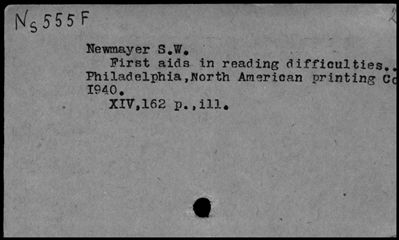 Ns555F
Newmayer S.W.
First aids in reading difficulties..
Philadelphia,North American printing Co
1940.
XIV,162 p.,ill.